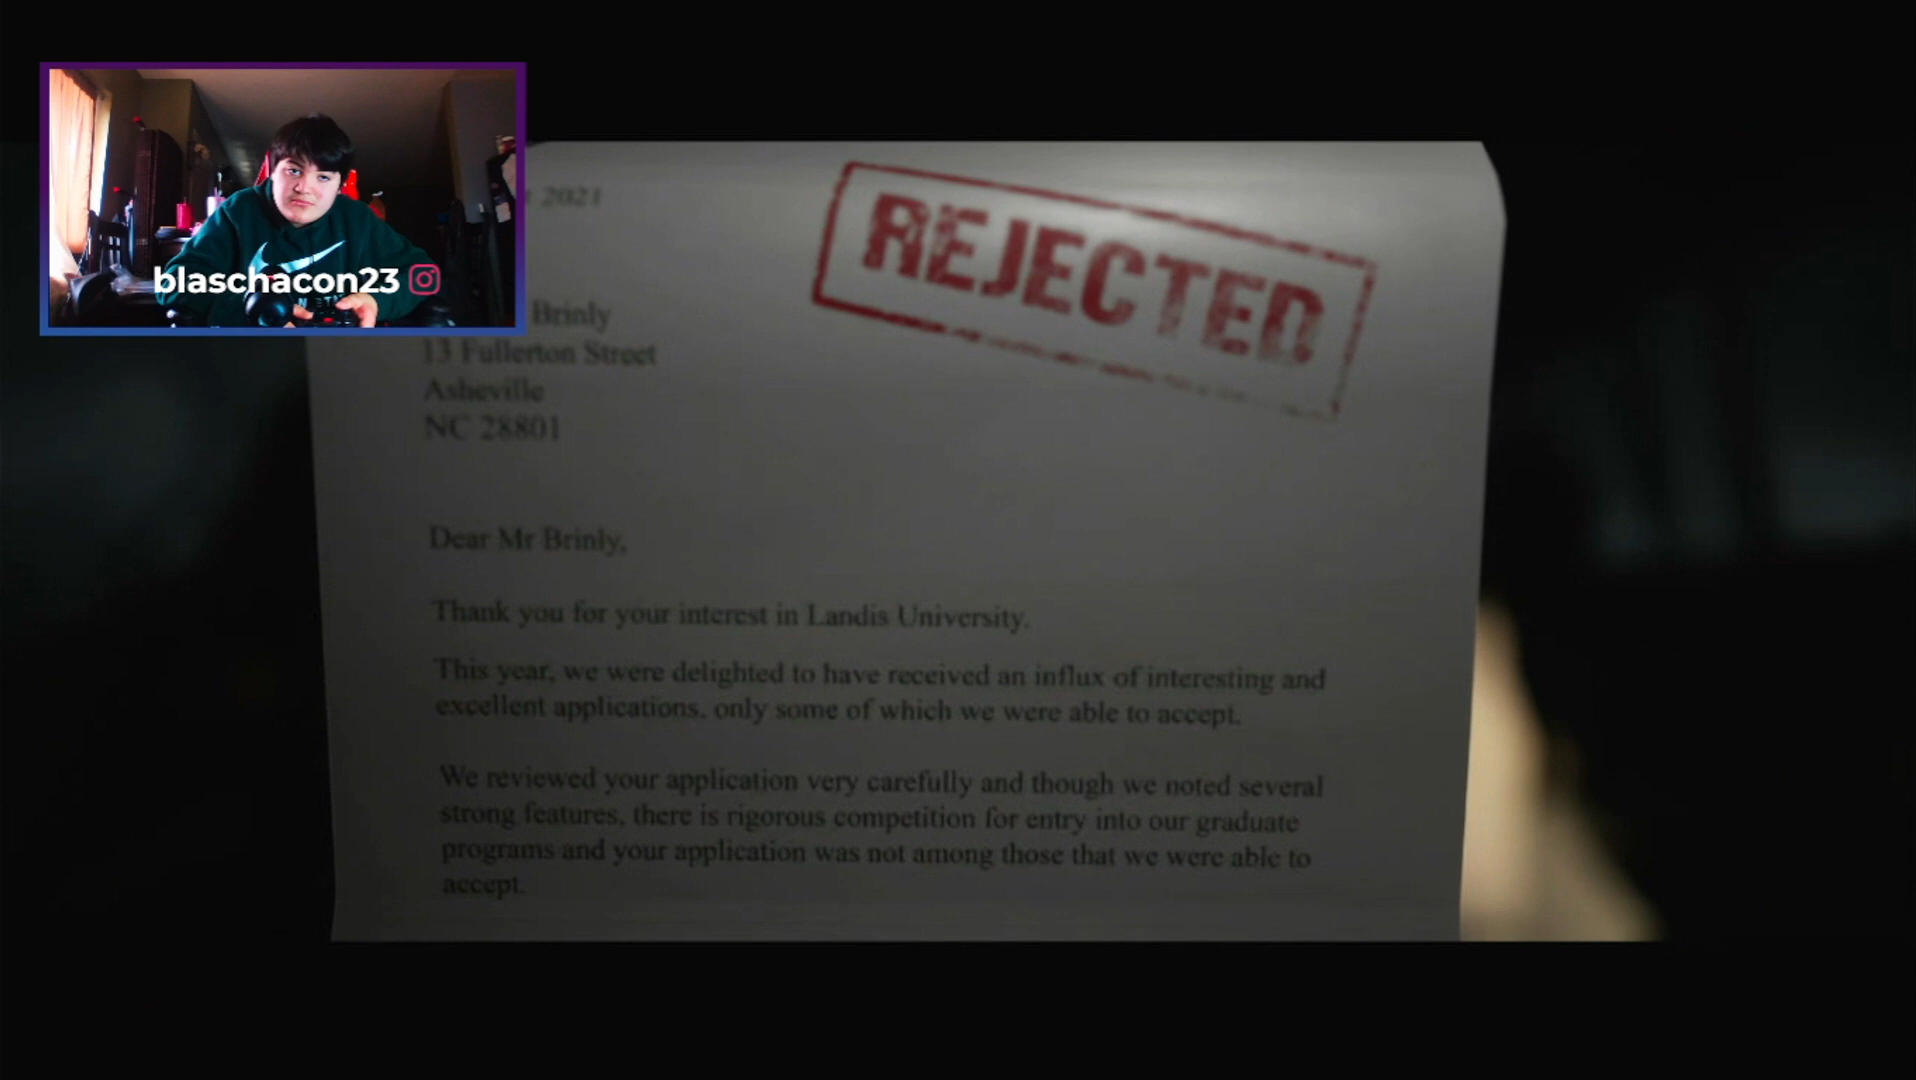 blaschacon23
2021
REJECTED
Brinly
13 Fullerton Street
Asheville
NC 28801
Dear Mr Brinly,
Thank you for your interest in Landis University.
This year, we were delighted to have received an influx of interesting and
excellent applications, only some of which we were able to accept.
We reviewed your application very carefully and though we noted several
strong features, there is rigorous competition for entry into our graduate
programs and your application was not among those that we were able to
accept.